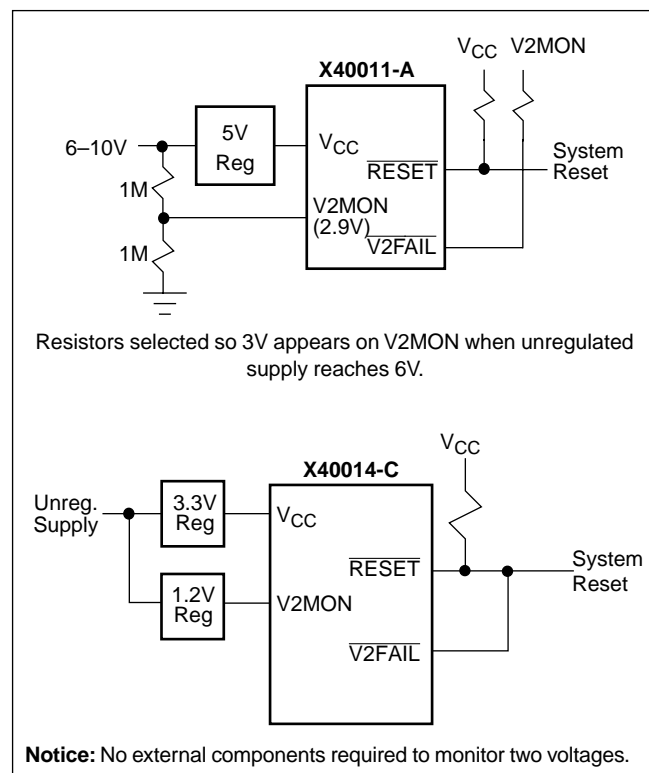 X40011-A
VCC V2MON
6–10V
5V
Reg
VCC
RESET
System
Reset
1M
V2MON
(2.9V)
V2FAIL
1M
Resistors selected so 3V appears on V2MON when unregulated
supply reaches 6V.
VCC
X40014-C
Unreg.
Supply
3.3V
Reg
VCC
RESET
System
Reset
1.2V
Reg
V2MON
V2FAIL
Notice: No external components required to monitor two voltages.